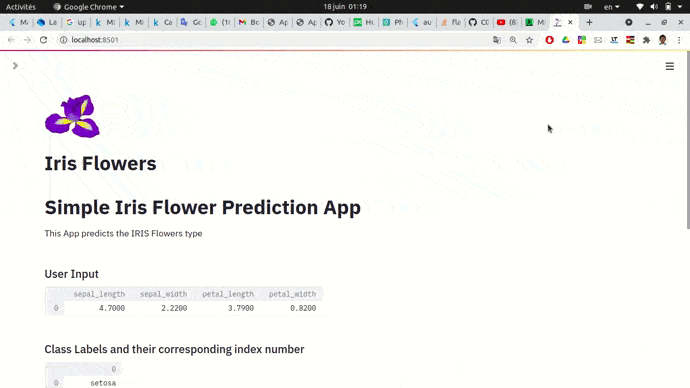 Activités Google Chrome 18 juin 01:19 en
localhost:8501
Iris Flowers
Simple Iris Flower Prediction App
This App predicts the IRIS Flowers type
User Input
sepal_length sepal_width petal_length petal_width
0 4.7000 2.2200 3.7900 0.8200
Class Labels and their corresponding index number
0
0 setosa